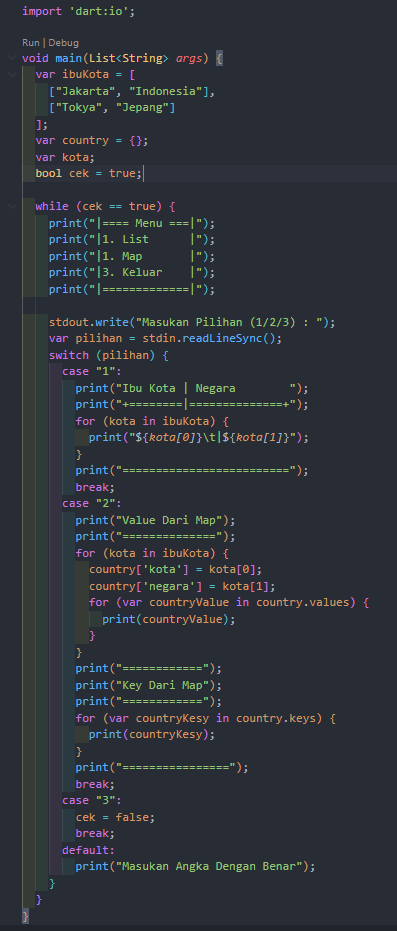 import 'dart:io';
Run | Debug
void main(List<String> args) {
  var ibuKota = [
    ["Jakarta", "Indonesia"],
    ["Tokya", "Jepang"]
  ];
  var country = {};
  var kota;
  bool cek = true;
  while (cek == true) {
    print("|==== Menu ===|");
    print("|1. List      |");
    print("|1. Map       |");
    print("|3. Keluar    |");
    print("|=============|");
    stdout.write("Masukan Pilihan (1/2/3) : ");
    var pilihan = stdin.readLineSync();
    switch (pilihan) {
      case "1":
        print("Ibu Kota | Negara        ");
        print("+========|==============+");
        for (kota in ibuKota) {
          print("${kota[0]}\t|${kota[1]}");
        }
        print("=========================");
        break;
      case "2":
        print("Value Dari Map");
        print("==============");
        for (kota in ibuKota) {
          country['kota'] = kota[0];
          country['negara'] = kota[1];
          for (var countryValue in country.values) {
            print(countryValue);
          }
        }
        print("============");
        print("Key Dari Map");
        print("============");
        for (var countryKesy in country.keys) {
          print(countryKesy);
        }
        print("================");
        break;
      case "3":
        cek = false;
        break;
      default:
        print("Masukan Angka Dengan Benar");
    }
  }
}